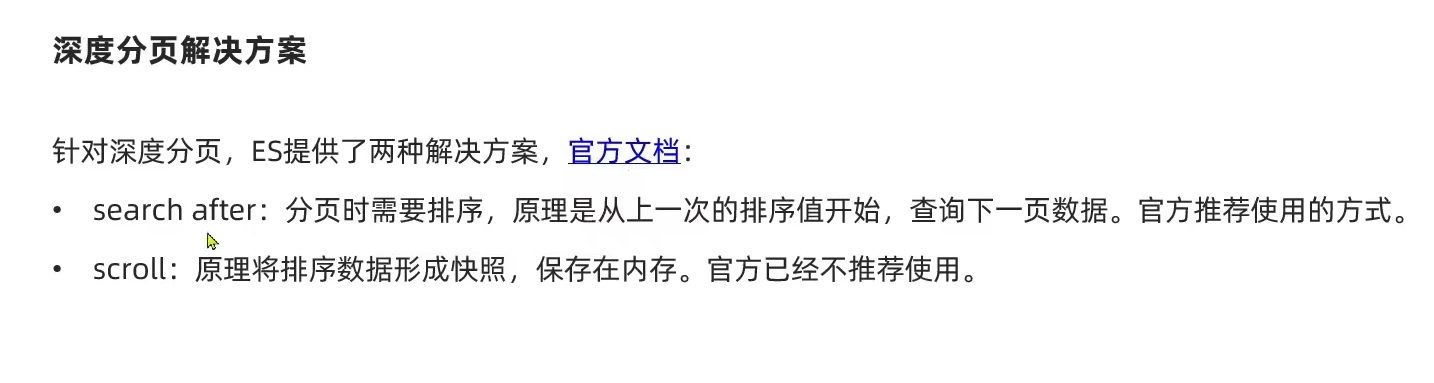 深度分页解决方案
针对深度分页，ES提供了两种解决方案，官方文档：
• search after：分页时需要排序，原理是从上一次的排序值开始，查询下一页数据。官方推荐使用的方式。
• scroll：原理将排序数据形成快照，保存在内存。官方已经不推荐使用。